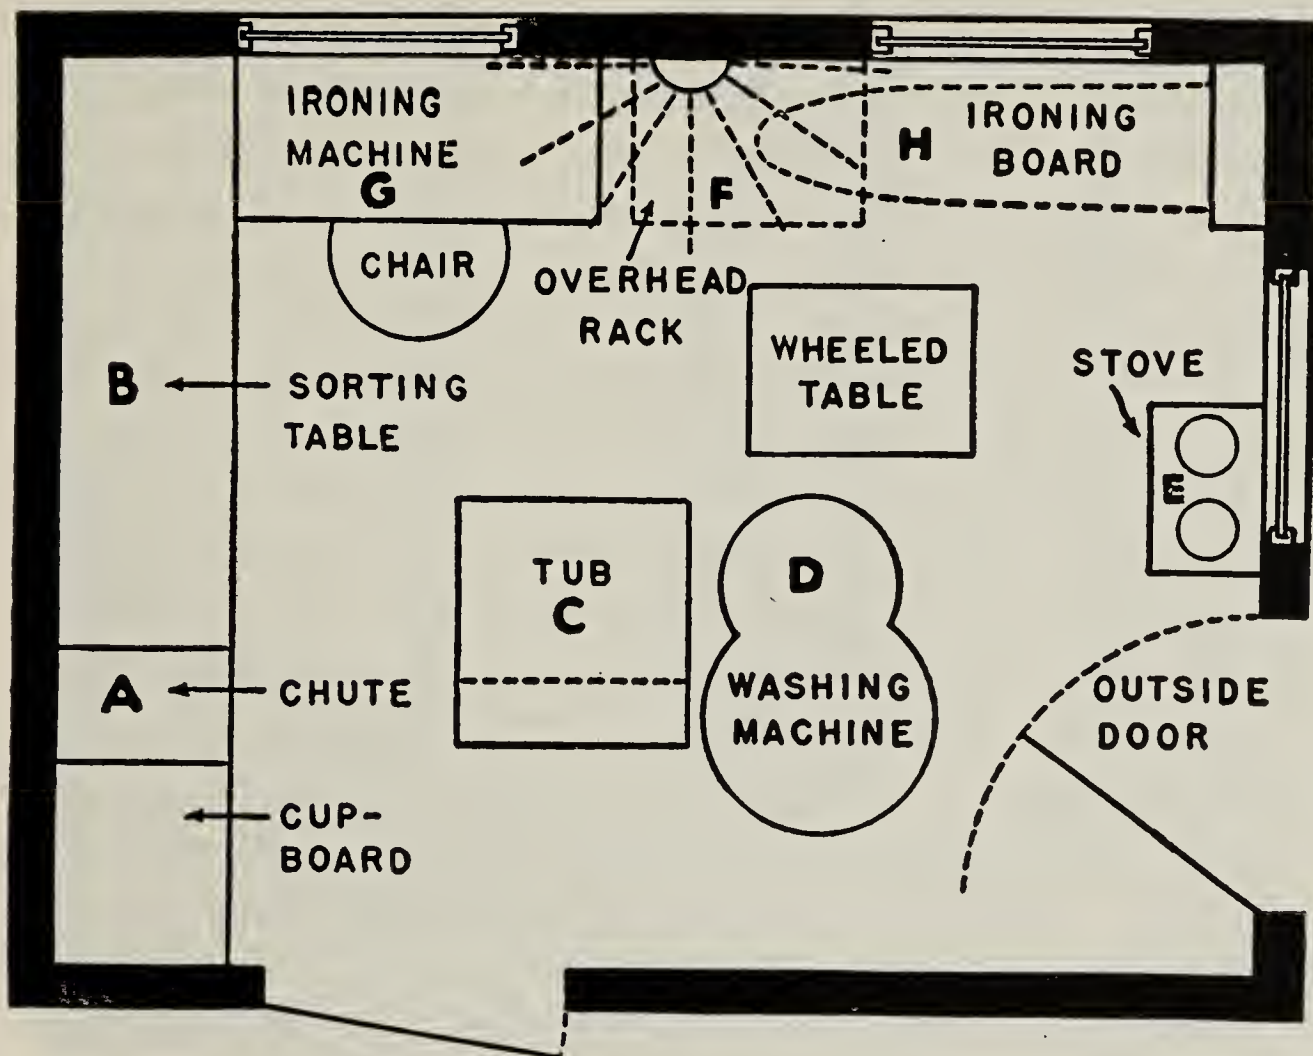 IRONING
MACHINE
G
CHAIR
OVERHEAD
RACK
F
H
IRONING
BOARD
WHEELED
TABLE
STOVE
E
B
SORTING
TABLE
TUB
C
D
WASHING
MACHINE
A
CHUTE
CUP-
BOARD
OUTSIDE
DOOR